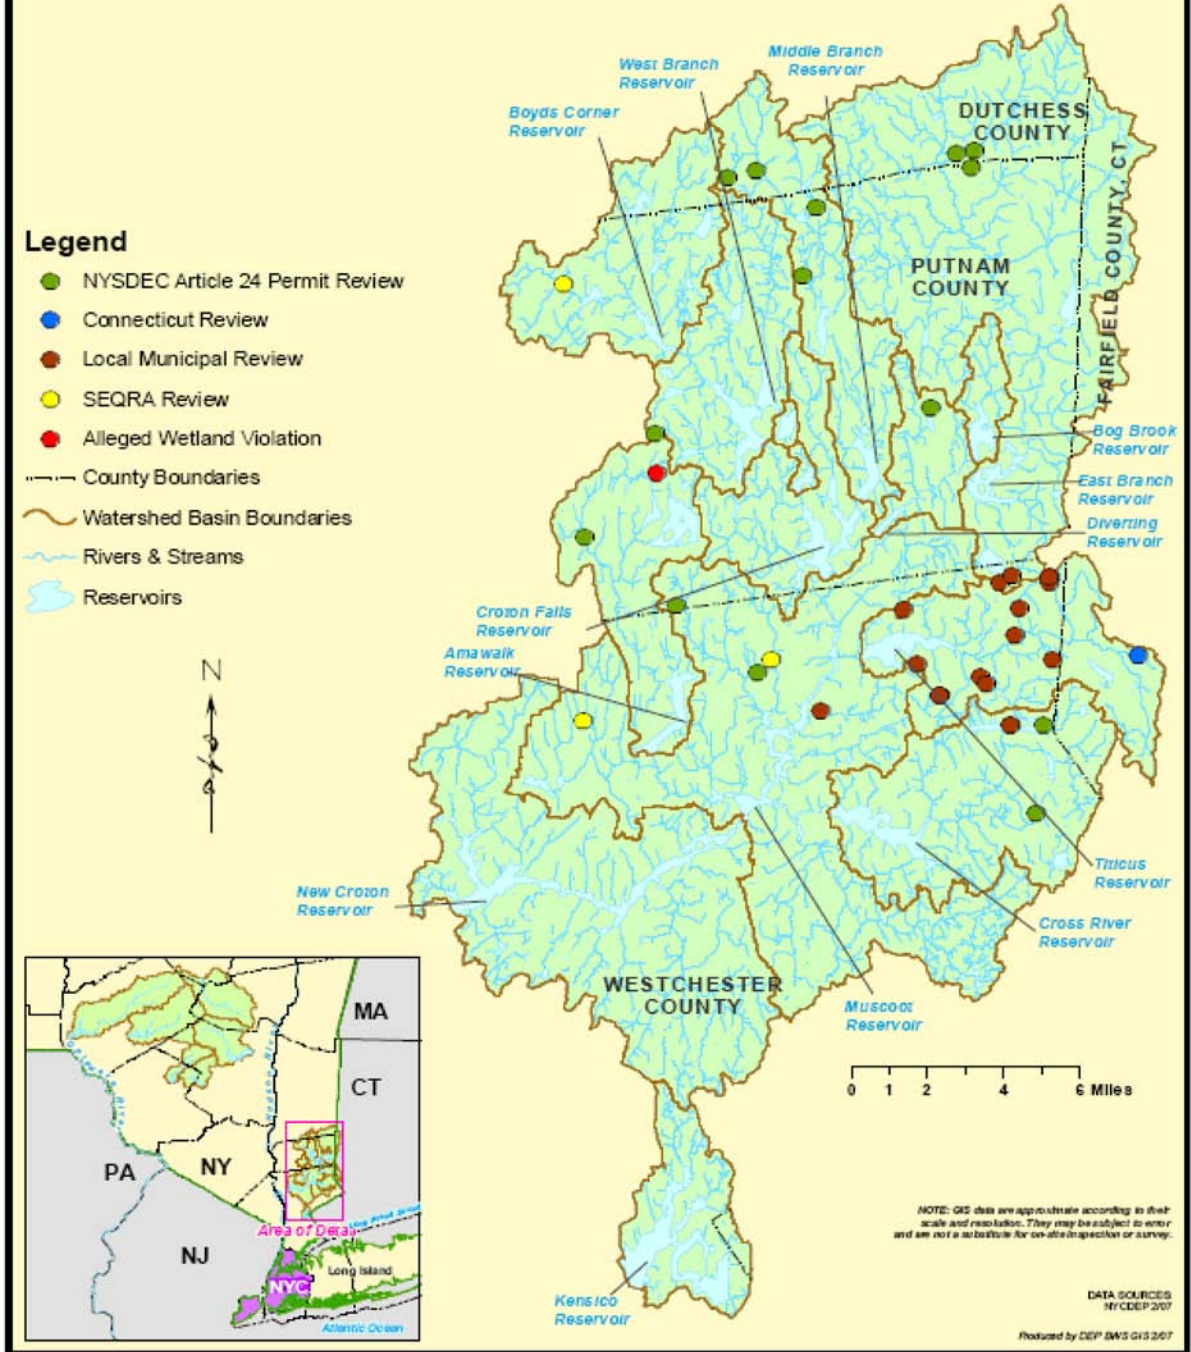 Middle Branch
Reservoir
West Branch
Reservoir
Boyds Corner
Reservoir
DUTCHESS
COUNTY
FAIRFIELD COUNTY, CT
PUTNAM
COUNTY
Legend
NYSDEC Article 24 Permit Review
Connecticut Review
Local Municipal Review
SEQRA Review
Alleged Wetland Violation
County Boundaries
Watershed Basin Boundaries
Rivers & Streams
Reservoirs
Bog Brook
Reservoir
East Branch
Reservoir
Diverting
Reservoir
Croton Falls
Reservoir
Amawalk
Reservoir
N
Titicus
Reservoir
New Croton
Reservoir
Cross River
Reservoir
WESTCHESTER
COUNTY
Muscoot
Reservoir
0 1 2 4 6 Miles
Kensico
Reservoir
MA
CT
NY
PA
NJ
Hudson River
Area of Detail
Long Island
NYC
Atlantic Ocean
NOTE: GIS data are approximate according to their
scale and resolution. They may be subject to error
and are not a substitute for on-site inspection or survey.
DATA SOURCES:
NYCDEP 2/07
Produced by DEP BWS GIS 2/07